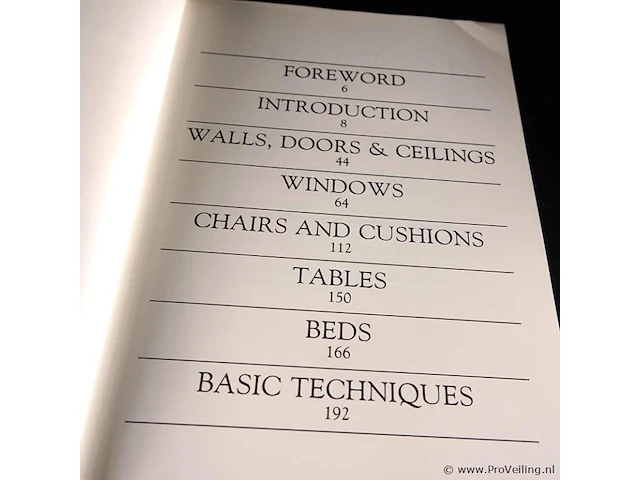 FOREWORD
6
INTRODUCTION
8
WALLS, DOORS & CEILINGS
44
WINDOWS
64
CHAIRS AND CUSHIONS
112
TABLES
150
BEDS
166
BASIC TECHNIQUES
192
© www.ProVeiling.nl